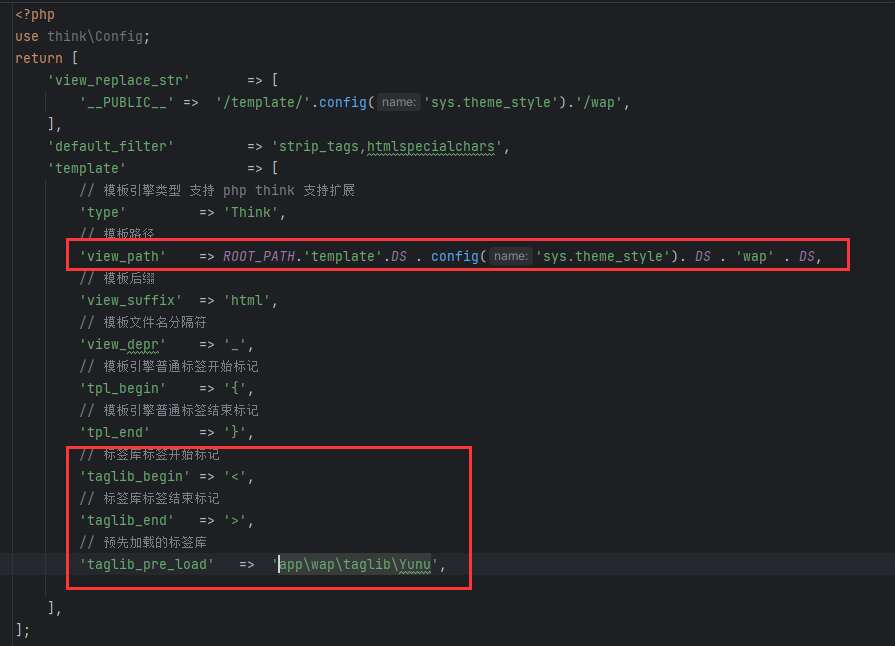 <?php
use think\Config;
return [
    'view_replace_str'       => [
        '__PUBLIC__' =>  '/template/'.config( name: 'sys.theme_style').'/wap',
    ],
    'default_filter'         => 'strip_tags,htmlspecialchars',
    'template'               => [
        // 模板引擎类型 支持 php think 支持扩展
        'type'         => 'Think',
        // 模板路径
        'view_path'    => ROOT_PATH.'template'.DS . config( name: 'sys.theme_style'). DS . 'wap' . DS,
        // 模板后缀
        'view_suffix'  => 'html',
        // 模板文件名分隔符
        'view_depr'    => '_',
        // 模板引擎普通标签开始标记
        'tpl_begin'    => '{',
        // 模板引擎普通标签结束标记
        'tpl_end'      => '}',
        // 标签库标签开始标记
        'taglib_begin' => '<',
        // 标签库标签结束标记
        'taglib_end'   => '>',
        // 预先加载的标签库
        'taglib_pre_load'   =>  'app\wap\taglib\Yunu',
    ],
];